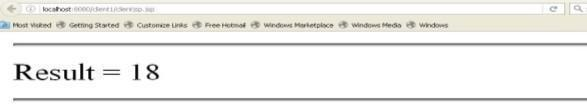 localhost:8080/client1/clientjsp.jsp
Most Visited Getting Started Customize Links Free Hotmail Windows Marketplace Windows Media Windows
Result = 18